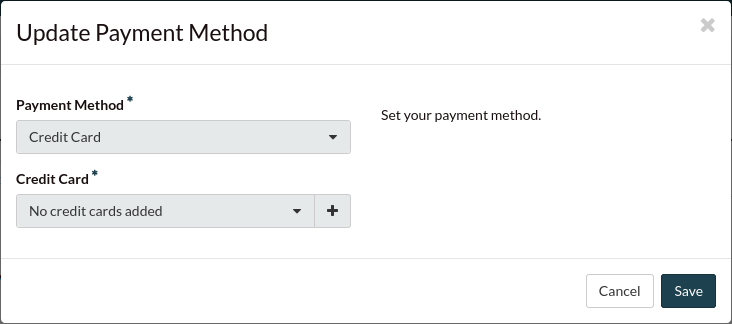 Update Payment Method
×
Payment Method *
Set your payment method.
Credit Card
Credit Card *
No credit cards added
+
Cancel
Save